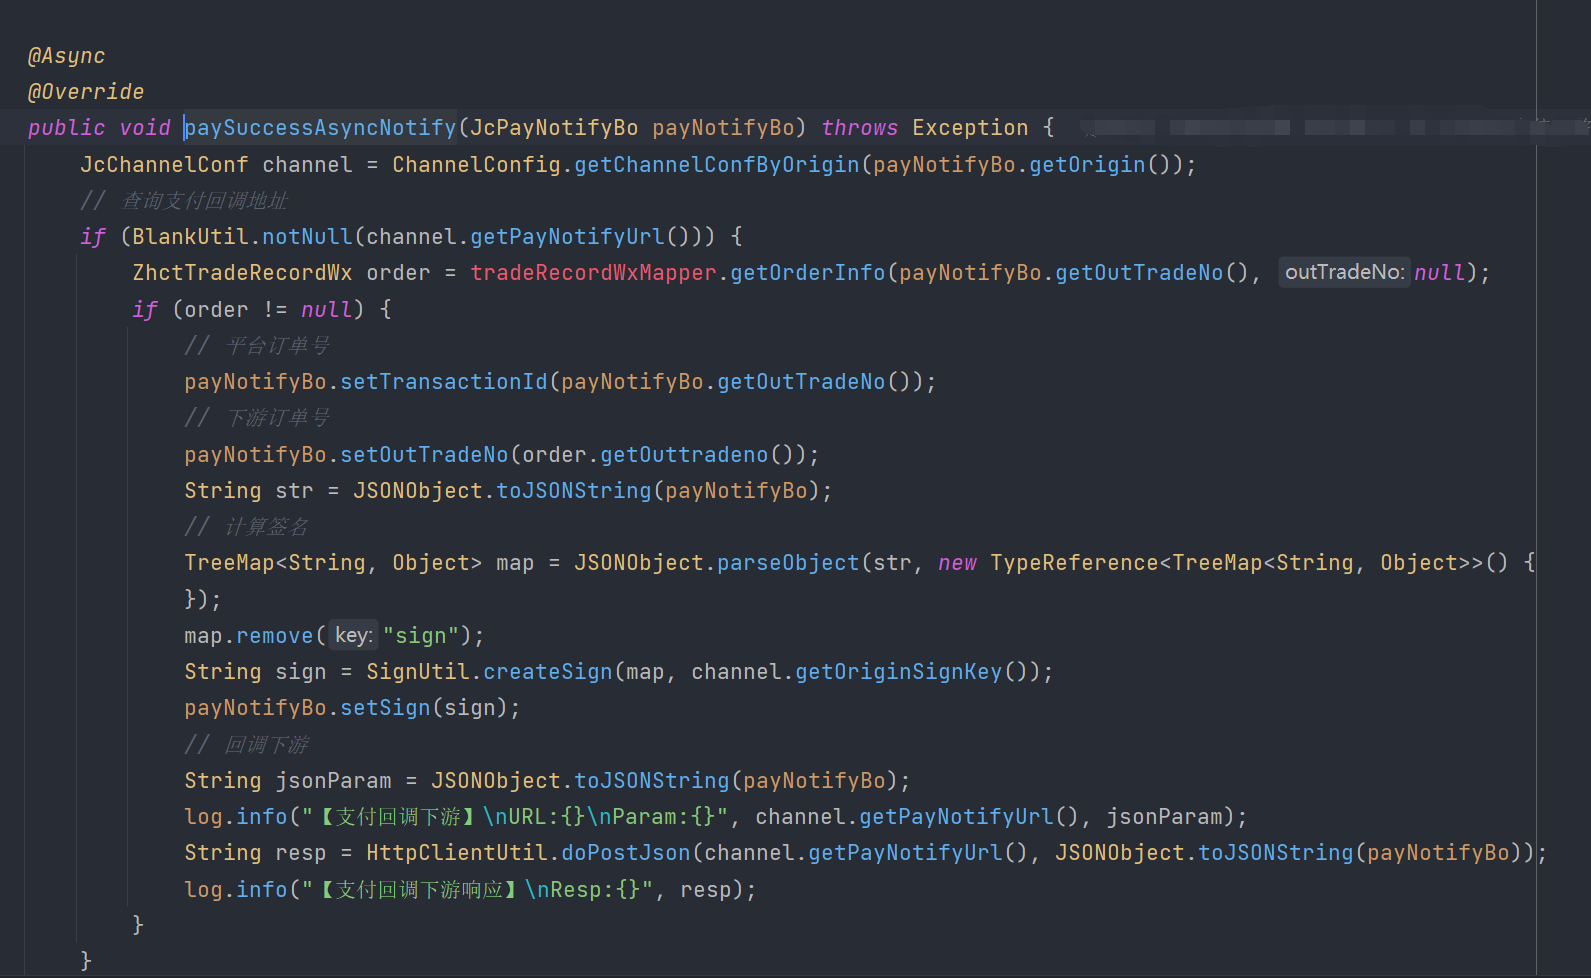 @Async
@Override
public void paySuccessAsyncNotify(JcPayNotifyBo payNotifyBo) throws Exception {
    JcChannelConf channel = ChannelConfig.getChannelConfByOrigin(payNotifyBo.getOrigin());
    // 查询支付回调地址
    if (BlankUtil.notNull(channel.getPayNotifyUrl())) {
        ZhctTradeRecordWx order = tradeRecordWxMapper.getOrderInfo(payNotifyBo.getOutTradeNo(), outTradeNo: null);
        if (order != null) {
            // 平台订单号
            payNotifyBo.setTransactionId(payNotifyBo.getOutTradeNo());
            // 下游订单号
            payNotifyBo.setOutTradeNo(order.getOuttradeno());
            String str = JSONObject.toJSONString(payNotifyBo);
            // 计算签名
            TreeMap<String, Object> map = JSONObject.parseObject(str, new TypeReference<TreeMap<String, Object>>() {
            });
            map.remove( key: "sign");
            String sign = SignUtil.createSign(map, channel.getOriginSignKey());
            payNotifyBo.setSign(sign);
            // 回调下游
            String jsonParam = JSONObject.toJSONString(payNotifyBo);
            log.info("【支付回调下游】\nURL:{}\nParam:{}", channel.getPayNotifyUrl(), jsonParam);
            String resp = HttpClientUtil.doPostJson(channel.getPayNotifyUrl(), JSONObject.toJSONString(payNotifyBo));
            log.info("【支付回调下游响应】\nResp:{}", resp);
        }
    }